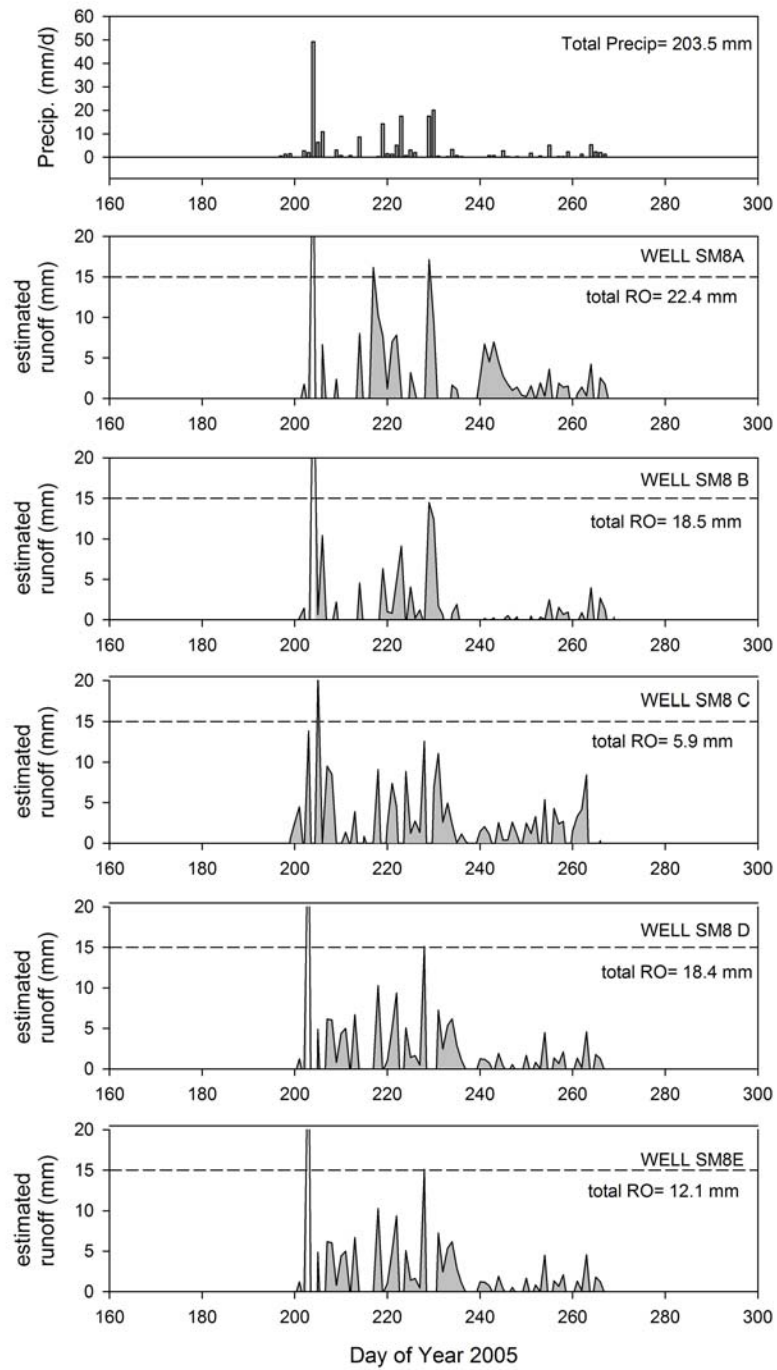 Precip. (mm/d)
60
50
40
30
20
10
0
Total Precip= 203.5 mm
160 180 200 220 240 260 280 300
estimated
runoff (mm)
20
15
10
5
0
WELL SM8A
total RO= 22.4 mm
160 180 200 220 240 260 280 300
estimated
runoff (mm)
20
15
10
5
0
WELL SM8 B
total RO= 18.5 mm
160 180 200 220 240 260 280 300
estimated
runoff (mm)
20
15
10
5
0
WELL SM8 C
total RO= 5.9 mm
160 180 200 220 240 260 280 300
estimated
runoff (mm)
20
15
10
5
0
WELL SM8 D
total RO= 18.4 mm
160 180 200 220 240 260 280 300
estimated
runoff (mm)
20
15
10
5
0
WELL SM8E
total RO= 12.1 mm
160 180 200 220 240 260 280 300
Day of Year 2005